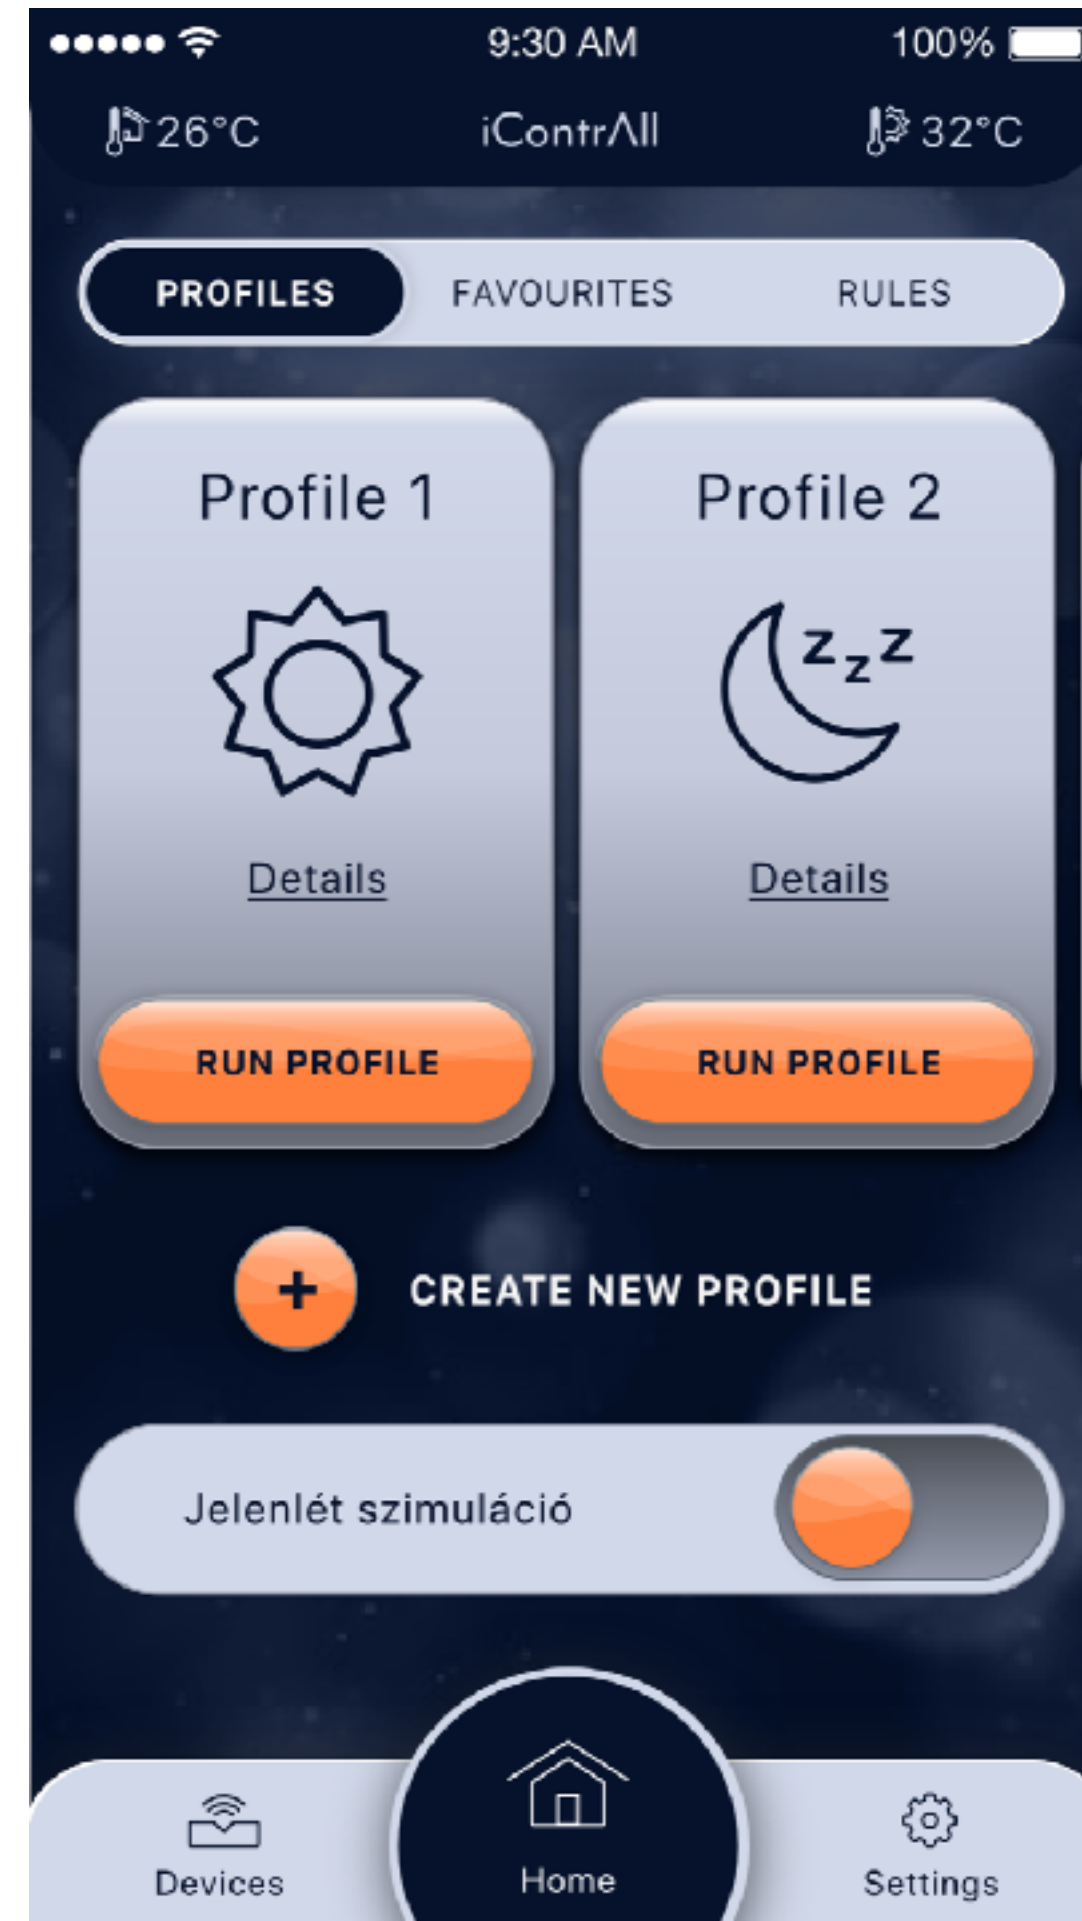 9:30 AM 100%
26°C iContrAll 32°C
PROFILES FAVOURITES RULES
Profile 1 Profile 2
z z z
Details Details
RUN PROFILE RUN PROFILE
+ CREATE NEW PROFILE
Jelenlét szimuláció
Devices Home Settings